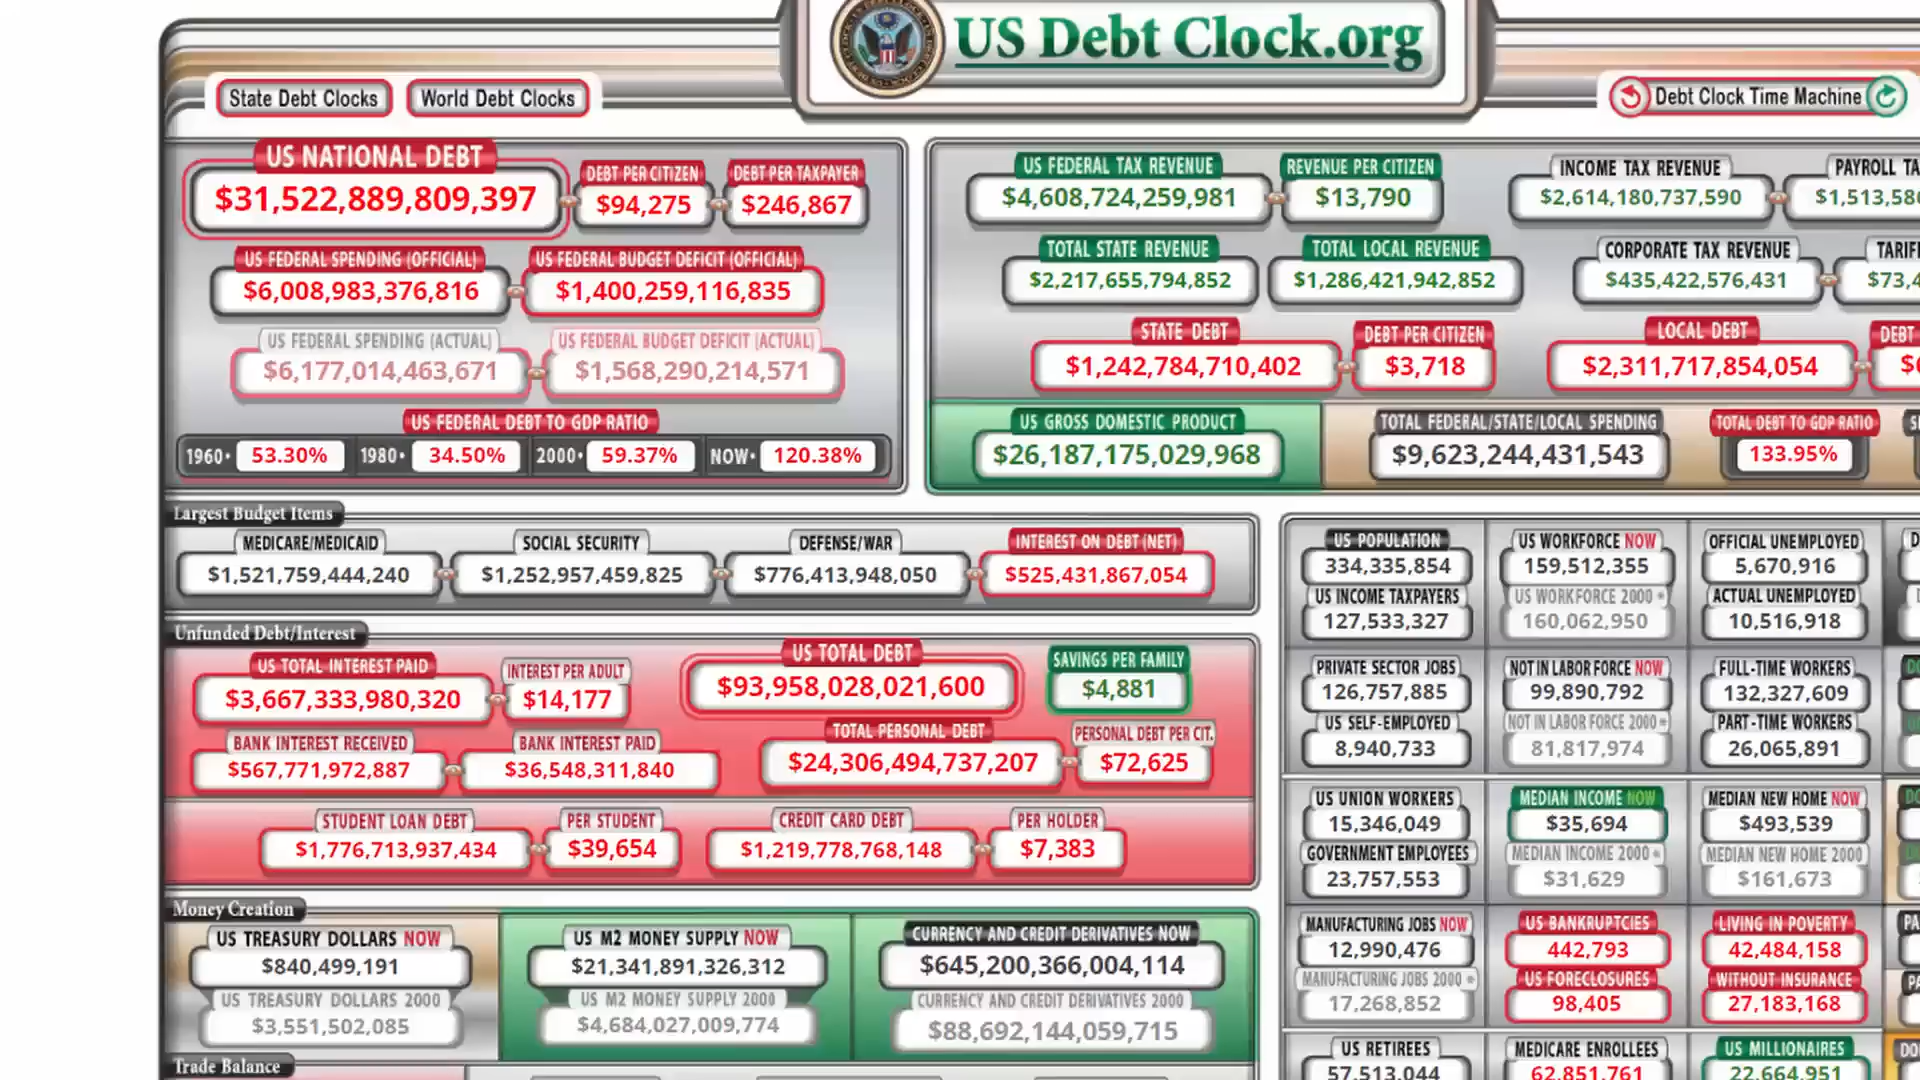 US Debt Clock.org
State Debt Clocks
World Debt Clocks
Debt Clock Time Machine
US NATIONAL DEBT
$31,522,889,809,397
DEBT PER CITIZEN
$94,275
DEBT PER TAXPAYER
$246,867
US FEDERAL SPENDING (OFFICIAL)
$6,008,983,376,816
US FEDERAL BUDGET DEFICIT (OFFICIAL)
$1,400,259,116,835
US FEDERAL SPENDING (ACTUAL)
$6,177,014,463,671
US FEDERAL BUDGET DEFICIT (ACTUAL)
$1,568,290,214,571
US FEDERAL DEBT TO GDP RATIO
1960• 53.30% 1980• 34.50% 2000• 59.37% NOW• 120.38%
US FEDERAL TAX REVENUE
$4,608,724,259,981
REVENUE PER CITIZEN
$13,790
INCOME TAX REVENUE
$2,614,180,737,590
PAYROLL
TOTAL STATE REVENUE
$2,217,655,794,852
TOTAL LOCAL REVENUE
$1,286,421,942,852
CORPORATE TAX REVENUE
$435,422,576,431
STATE DEBT
$1,242,784,710,402
DEBT PER CITIZEN
$3,718
LOCAL DEBT
$2,311,717,854,054
DEBT
US GROSS DOMESTIC PRODUCT
$26,187,175,029,968
TOTAL FEDERAL/STATE/LOCAL SPENDING
$9,623,244,431,543
TOTAL DEBT TO GDP RATIO
133.95%
Largest Budget Items
MEDICARE/MEDICAID
$1,521,759,444,240
SOCIAL SECURITY
$1,252,957,459,825
DEFENSE/WAR
$776,413,948,050
INTEREST ON DEBT (NET)
$525,431,867,054
Unfunded Debt/Interest
US TOTAL INTEREST PAID
$3,667,333,980,320
INTEREST PER ADULT
$14,177
US TOTAL DEBT
$93,958,028,021,600
SAVINGS PER FAMILY
$4,881
BANK INTEREST RECEIVED
$567,771,972,887
BANK INTEREST PAID
$36,548,311,840
TOTAL PERSONAL DEBT
$24,306,494,737,207
PERSONAL DEBT PER CIT.
$72,625
STUDENT LOAN DEBT
$1,776,713,937,434
PER STUDENT
$39,654
CREDIT CARD DEBT
$1,219,778,768,148
PER HOLDER
$7,383
Money Creation
US TREASURY DOLLARS NOW
$840,499,191
US TREASURY DOLLARS 2000
$3,551,502,085
US M2 MONEY SUPPLY NOW
$21,341,891,326,312
US M2 MONEY SUPPLY 2000
$4,684,027,009,774
CURRENCY AND CREDIT DERIVATIVES NOW
$645,200,366,004,114
CURRENCY AND CREDIT DERIVATIVES 2000
$88,692,144,059,715
Trade Balance
US POPULATION
334,335,854
US INCOME TAXPAYERS
127,533,327
US WORKFORCE NOW
159,512,355
US WORKFORCE 2000
160,062,950
OFFICIAL UNEMPLOYED
5,670,916
ACTUAL UNEMPLOYED
10,516,918
PRIVATE SECTOR JOBS
126,757,885
US SELF-EMPLOYED
8,940,733
NOT IN LABOR FORCE NOW
99,890,792
NOT IN LABOR FORCE 2000
81,817,974
FULL-TIME WORKERS
132,327,609
PART-TIME WORKERS
26,065,891
US UNION WORKERS
15,346,049
GOVERNMENT EMPLOYEES
23,757,553
MEDIAN INCOME NOW
$35,694
MEDIAN INCOME 2000
$31,629
MEDIAN NEW HOME NOW
$493,539
MEDIAN NEW HOME 2000
$161,673
MANUFACTURING JOBS NOW
12,990,476
MANUFACTURING JOBS 2000
17,268,852
US BANKRUPTCIES
442,793
US FORECLOSURES
98,405
LIVING IN POVERTY
42,484,158
WITHOUT INSURANCE
27,183,168
US RETIREES
57,513,044
MEDICARE ENROLLEES
62,851,761
US MILLIONAIRES
22,664,951